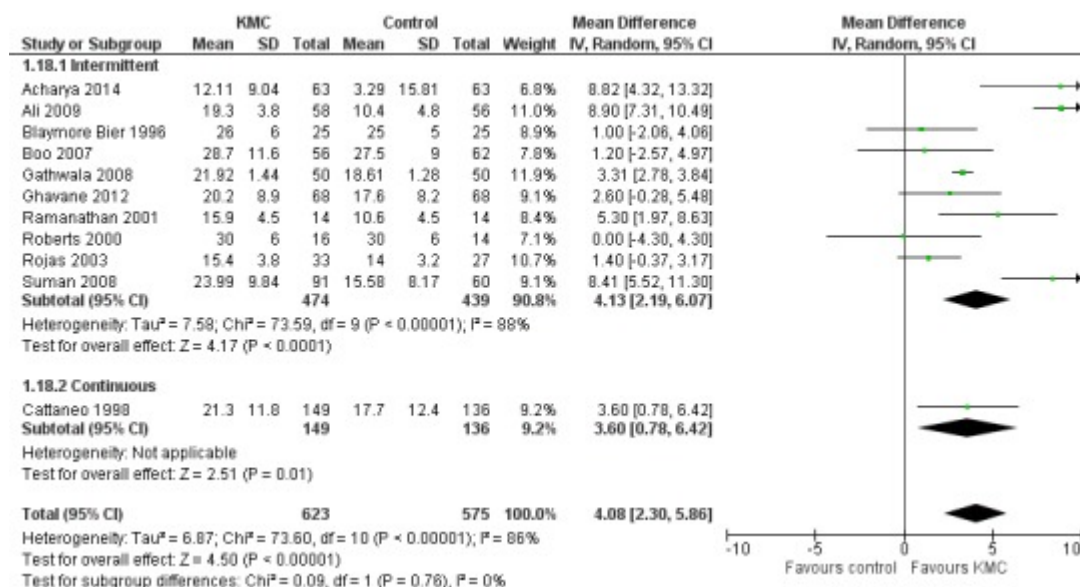 KMC Control Mean Difference Mean Difference
Study or Subgroup Mean SD Total Mean SD Total Weight IV, Random, 95% CI IV, Random, 95% CI
1.18.1 Intermittent
Acharya 2014 12.11 9.04 63 3.29 15.81 63 6.8% 8.82 [4.32, 13.32]
Ali 2009 19.3 3.8 58 10.4 4.8 56 11.0% 8.90 [7.31, 10.49]
Blaymore Bier 1996 26 6 25 25 5 25 8.9% 1.00 [-2.06, 4.06]
Boo 2007 28.7 11.6 56 27.5 9 62 7.8% 1.20 [-2.57, 4.97]
Gathwala 2008 21.92 1.44 50 18.61 1.28 50 11.9% 3.31 [2.78, 3.84]
Ghavane 2012 20.2 8.9 68 17.6 8.2 68 9.1% 2.60 [-0.28, 5.48]
Ramanathan 2001 15.9 4.5 14 10.6 4.5 14 8.4% 5.30 [1.97, 8.63]
Roberts 2000 30 6 16 30 6 14 7.1% 0.00 [-4.30, 4.30]
Rojas 2003 15.4 3.8 33 14 3.2 27 10.7% 1.40 [-0.37, 3.17]
Suman 2008 23.99 9.84 91 15.58 8.17 60 9.1% 8.41 [5.52, 11.30]
Subtotal (95% CI) 474 439 90.8% 4.13 [2.19, 6.07]
Heterogeneity: Tau² = 7.58; Chi² = 73.59, df = 9 (P < 0.00001); I² = 88%
Test for overall effect: Z = 4.17 (P < 0.0001)
1.18.2 Continuous
Cattaneo 1998 21.3 11.8 149 17.7 12.4 136 9.2% 3.60 [0.78, 6.42]
Subtotal (95% CI) 149 136 9.2% 3.60 [0.78, 6.42]
Heterogeneity: Not applicable
Test for overall effect: Z = 2.51 (P = 0.01)
Total (95% CI) 623 575 100.0% 4.08 [2.30, 5.86]
Heterogeneity: Tau² = 6.87; Chi² = 73.60, df = 10 (P < 0.00001); I² = 86%
Test for overall effect: Z = 4.50 (P < 0.00001)
Test for subgroup differences: Chi² = 0.09, df = 1 (P = 0.76), I² = 0%
-10 -5 0 5 10
Favours control Favours KMC